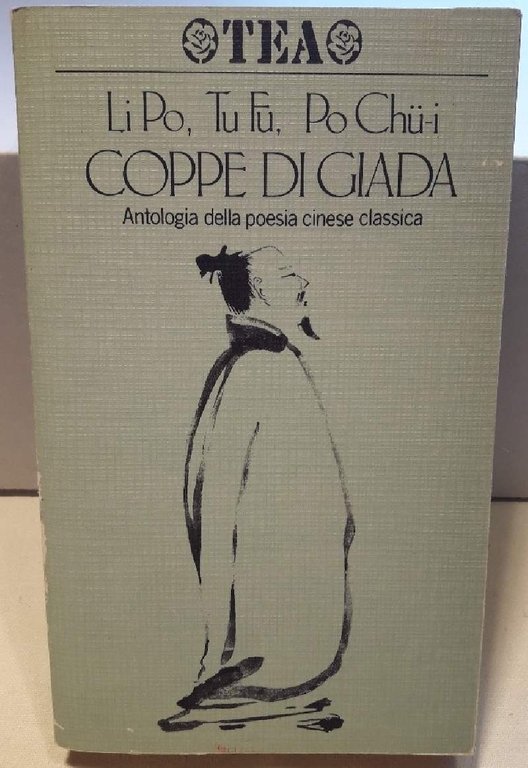 TEA
Li Po, Tu Fu, Po Chü-i
COPPE DI GIADA
Antologia della poesia cinese classica